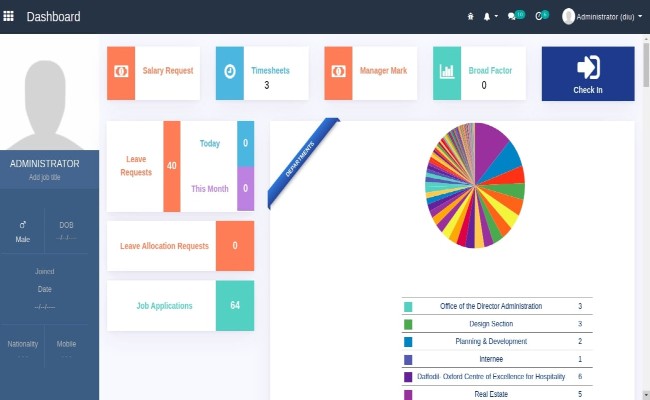 Dashboard
Administrator (diu)
Salary Request
Timesheets
3
Manager Mark
Broad Factor
0
Check In
ADMINISTRATOR
Add job title
Male
DOB
--/--/----
Joined
Date
--/--/----
Nationality
Mobile
Leave
Requests
40
Today
0
This Month
0
Leave Allocation Requests
0
Job Applications
64
DEPARTMENTS
Office of the Director Administration 3
Design Section 3
Planning & Development 2
Internee 1
Daffodil- Oxford Centre of Excellence for Hospitality 6
Real Estate 5